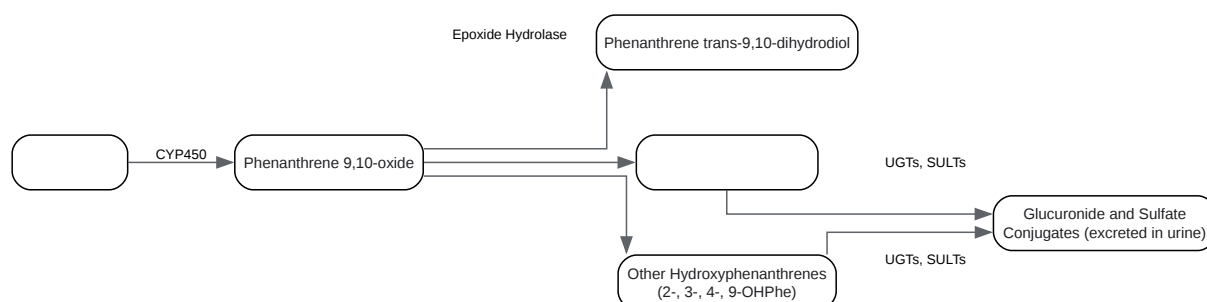 Epoxide Hydrolase
Phenanthrene trans-9,10-dihydrodiol
CYP450
Phenanthrene 9,10-oxide
UGTs, SULTs
Glucuronide and Sulfate
Conjugates (excreted in urine)
UGTs, SULTs
Other Hydroxyphenanthrenes
(2-, 3-, 4-, 9-OHPhe)